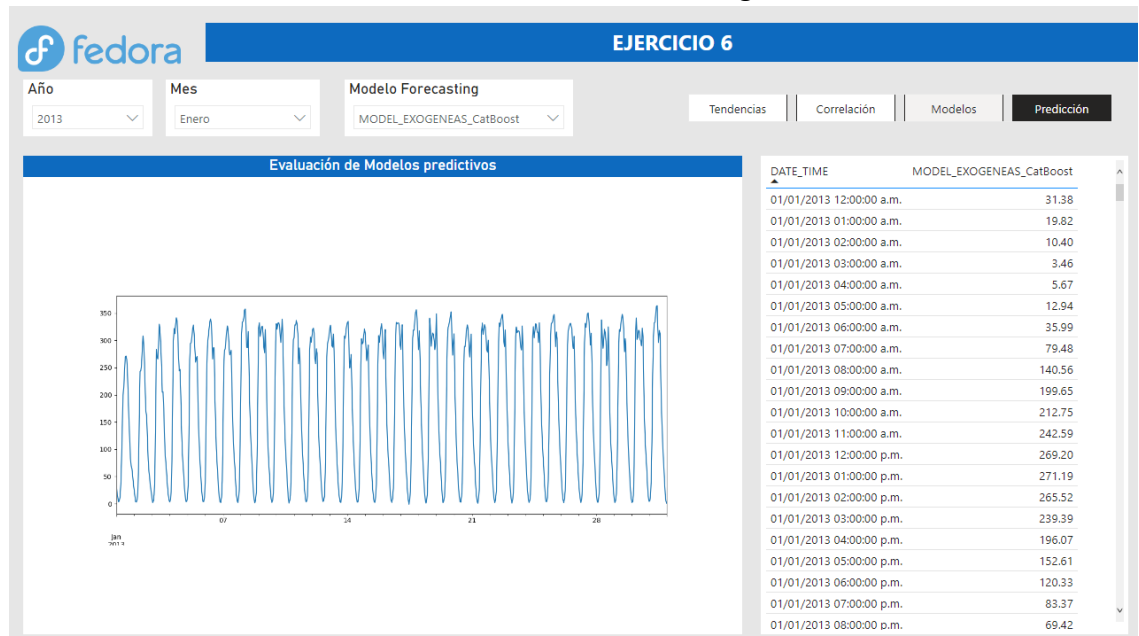 fedora
EJERCICIO 6
Año
Mes
Modelo Forecasting
2013
Enero
MODEL_EXOGENEAS_CatBoost
Tendencias
Correlación
Modelos
Predicción
Evaluación de Modelos predictivos
350
300
250
200
150
100
50
0
07
14
21
28
Jan
2013
DATE_TIME MODEL_EXOGENEAS_CatBoost
01/01/2013 12:00:00 a.m. 31.38
01/01/2013 01:00:00 a.m. 19.82
01/01/2013 02:00:00 a.m. 10.40
01/01/2013 03:00:00 a.m. 3.46
01/01/2013 04:00:00 a.m. 5.67
01/01/2013 05:00:00 a.m. 12.94
01/01/2013 06:00:00 a.m. 35.99
01/01/2013 07:00:00 a.m. 79.48
01/01/2013 08:00:00 a.m. 140.56
01/01/2013 09:00:00 a.m. 199.65
01/01/2013 10:00:00 a.m. 212.75
01/01/2013 11:00:00 a.m. 242.59
01/01/2013 12:00:00 p.m. 269.20
01/01/2013 01:00:00 p.m. 271.19
01/01/2013 02:00:00 p.m. 265.52
01/01/2013 03:00:00 p.m. 239.39
01/01/2013 04:00:00 p.m. 196.07
01/01/2013 05:00:00 p.m. 152.61
01/01/2013 06:00:00 p.m. 120.33
01/01/2013 07:00:00 p.m. 83.37
01/01/2013 08:00:00 p.m. 69.42